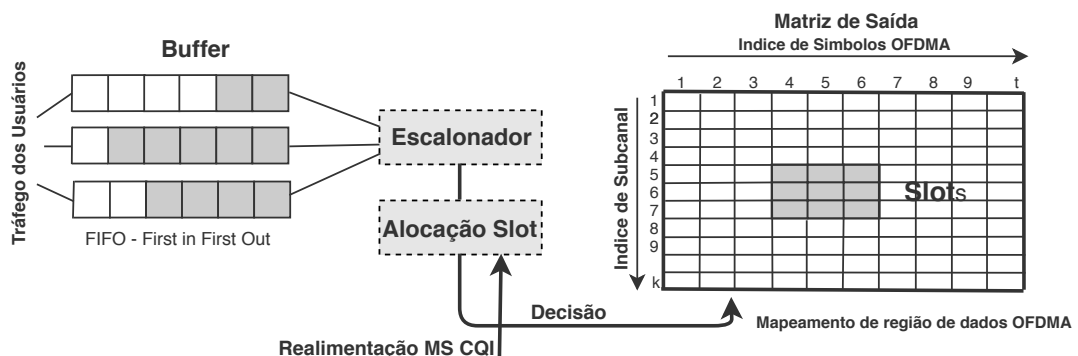 Matriz de Saída
Indice de Simbolos OFDMA
Buffer
1 2 3 4 5 6 7 8 9 t
Tráfego dos Usuários
Escalonador
Alocação Slot
FIFO - First in First Out
Indice de Subcanal
1
2
3
4
5
6
7
8
9
k
Slots
Decisão
Mapeamento de região de dados OFDMA
Realimentação MS CQI